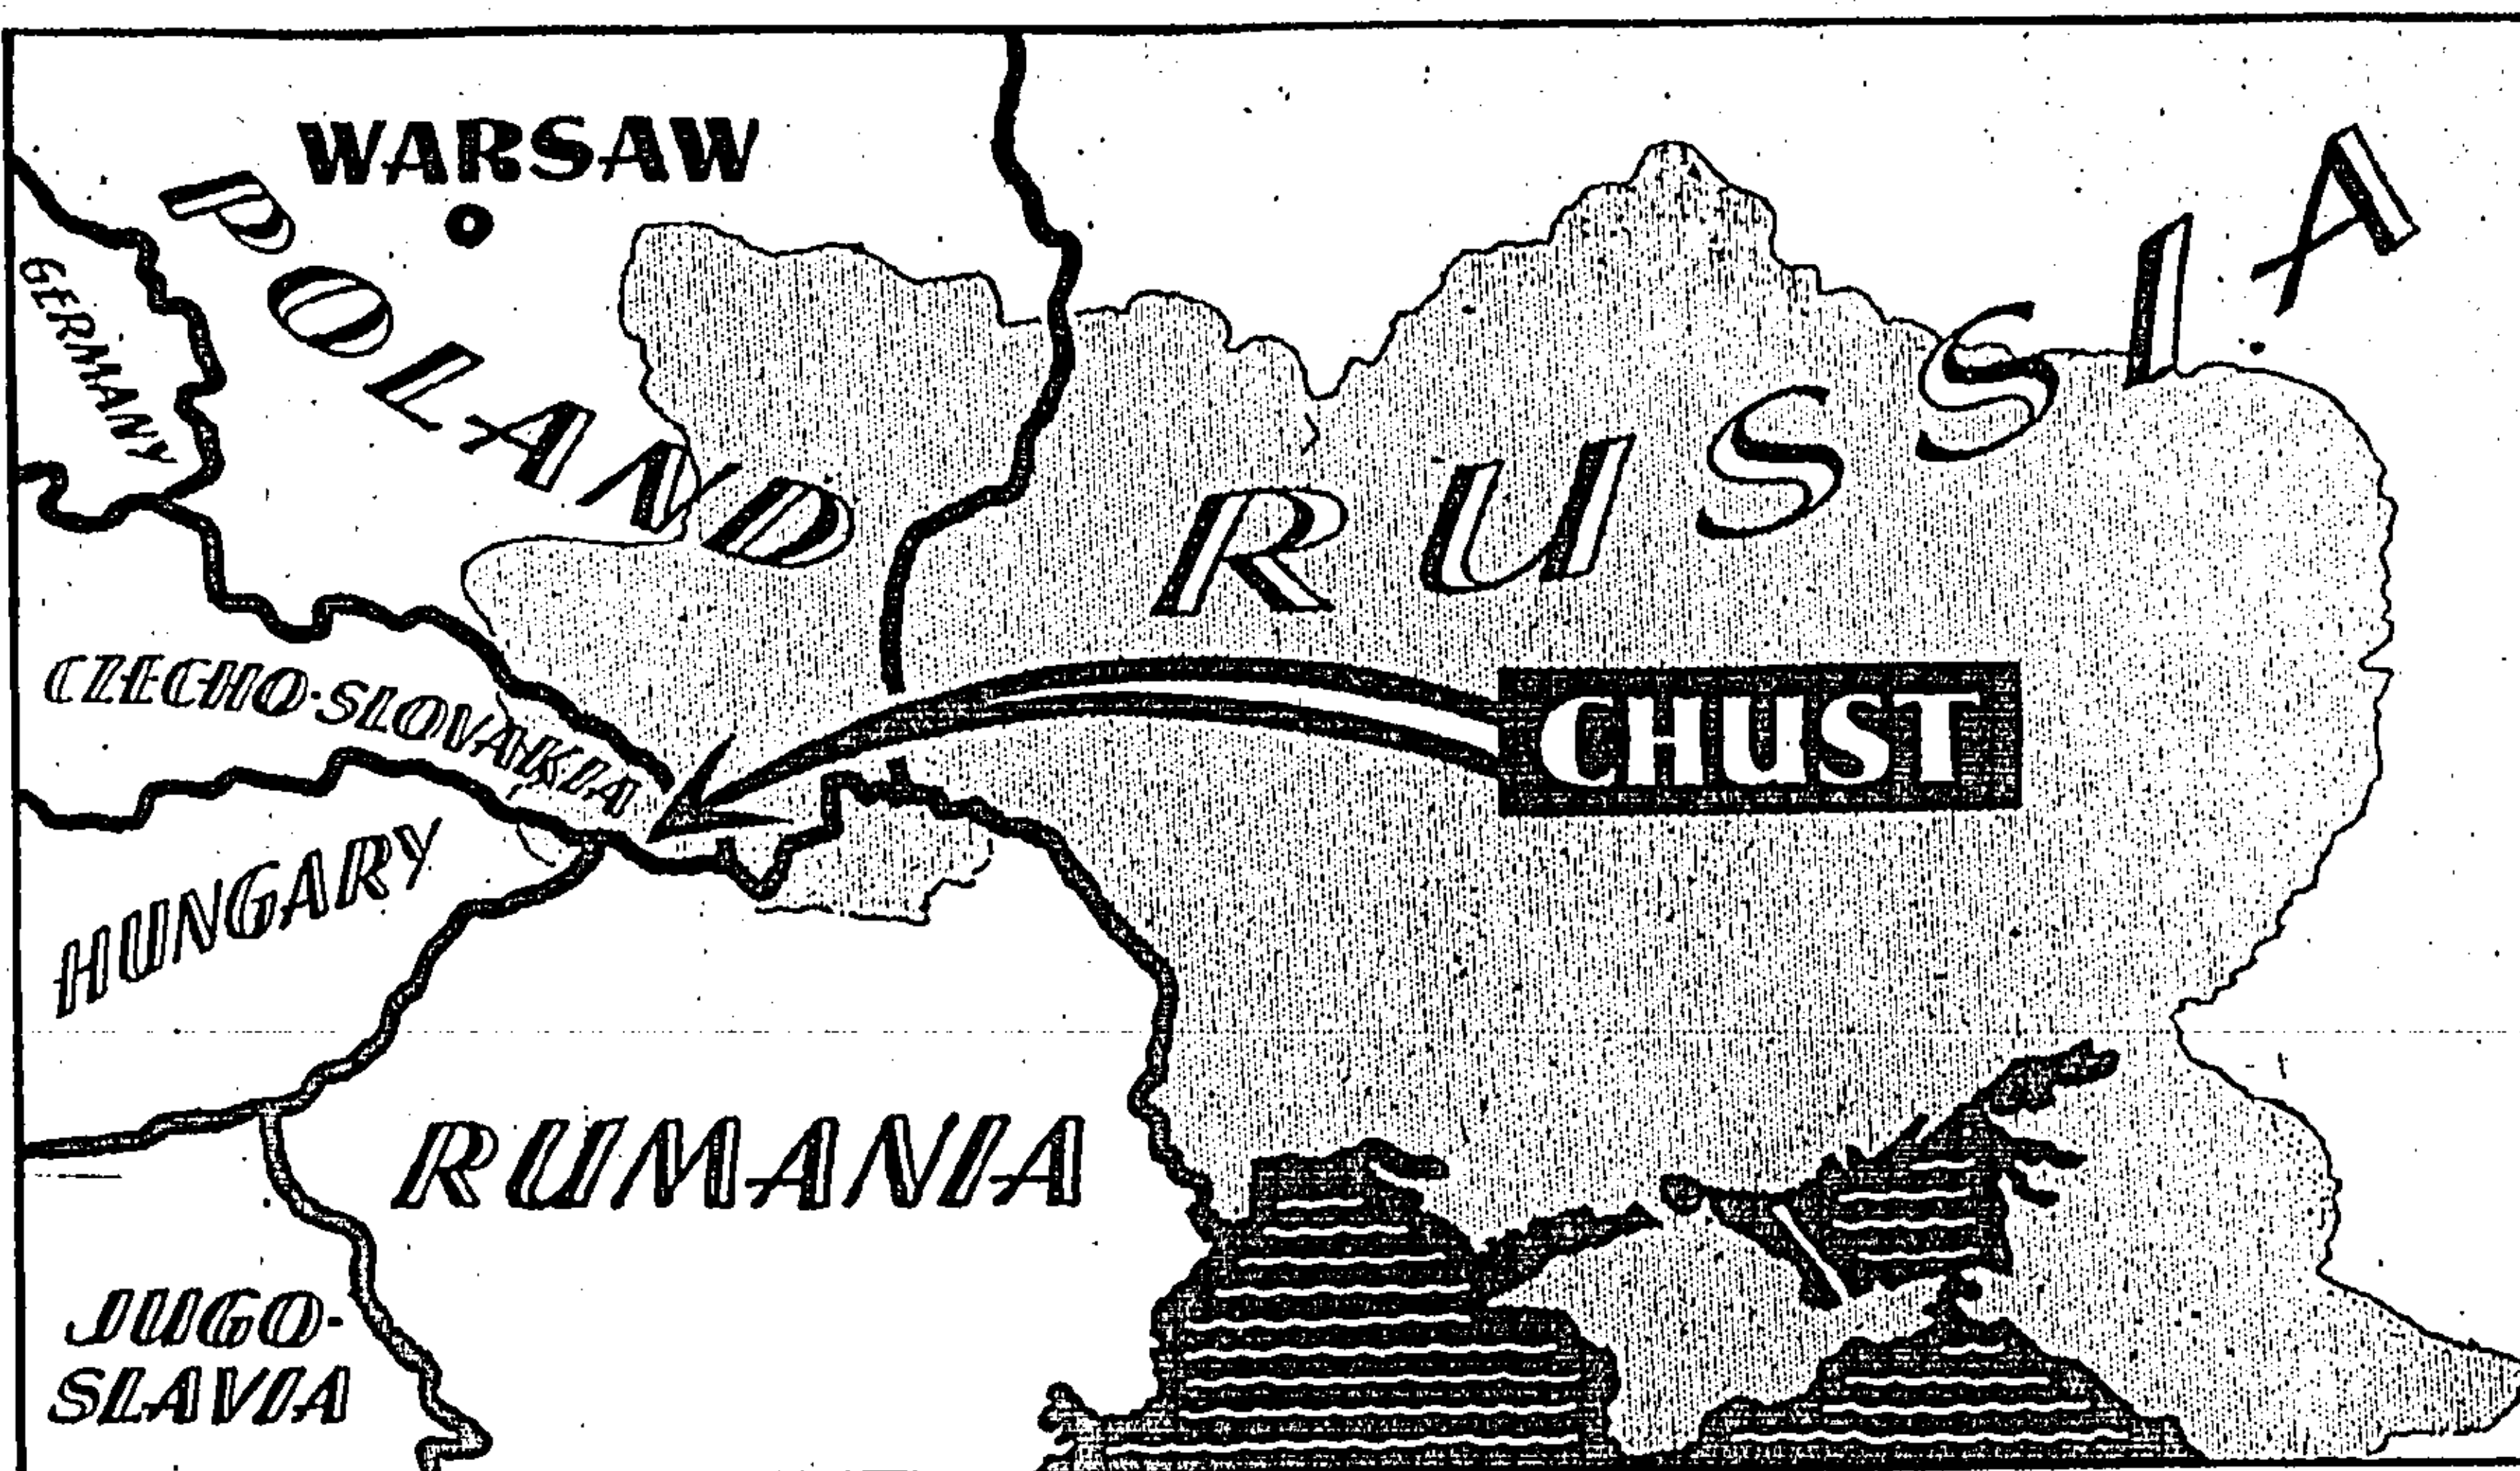 WARSAW
POLAND
GERMANY
RUSSIA
CZECHO-SLOVAKIA
CHUST
HUNGARY
RUMANIA
JUGO-
SLAVIA